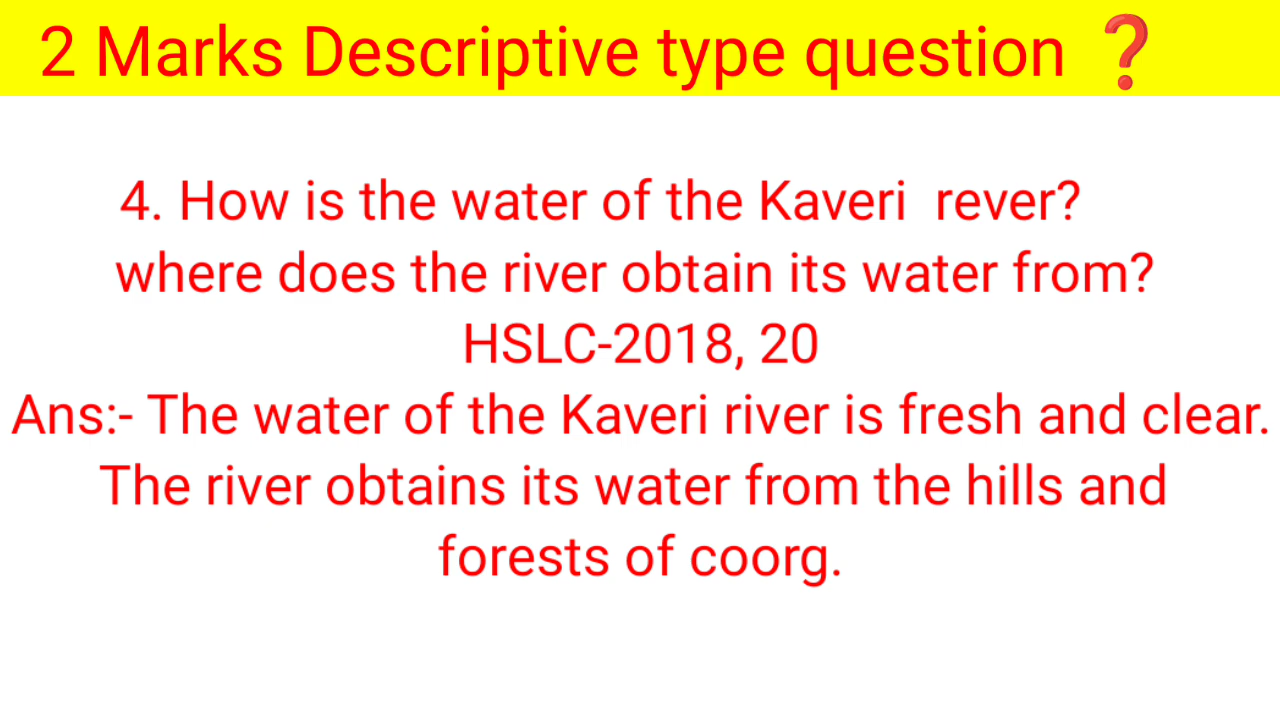 2 Marks Descriptive type question ❓
4. How is the water of the Kaveri rever?
where does the river obtain its water from?
HSLC-2018, 20
Ans:- The water of the Kaveri river is fresh and clear.
The river obtains its water from the hills and
forests of coorg.